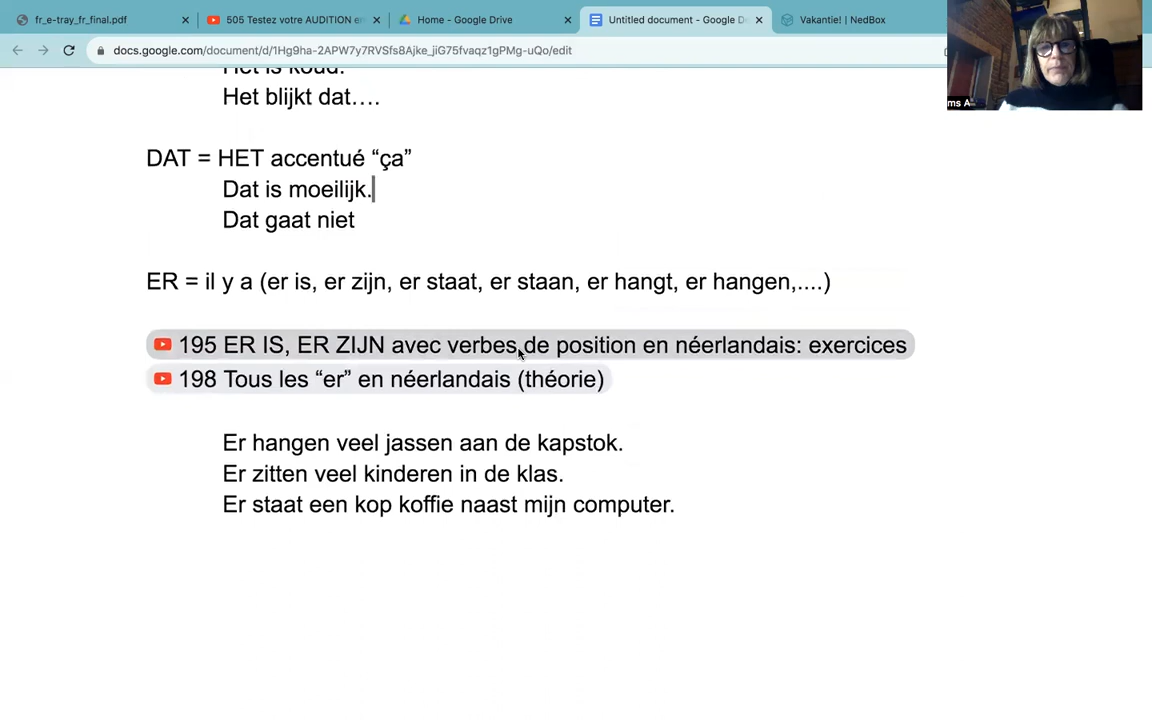 fr_e-tray_fr_final.pdf
505 Testez votre AUDITION e
Home - Google Drive
Untitled document - Google D
Vakantie! | NedBox
docs.google.com/document/d/1Hg9ha-2APW7y7RVSfs8Ajke_jiG75fvaqz1gPMg-uQo/edit
ms A
Het is koud.
Het blijkt dat….
DAT = HET accentué “ça”
Dat is moeilijk.
Dat gaat niet
ER = il y a (er is, er zijn, er staat, er staan, er hangt, er hangen,....)
195 ER IS, ER ZIJN avec verbes de position en néerlandais: exercices
198 Tous les “er” en néerlandais (théorie)
Er hangen veel jassen aan de kapstok.
Er zitten veel kinderen in de klas.
Er staat een kop koffie naast mijn computer.